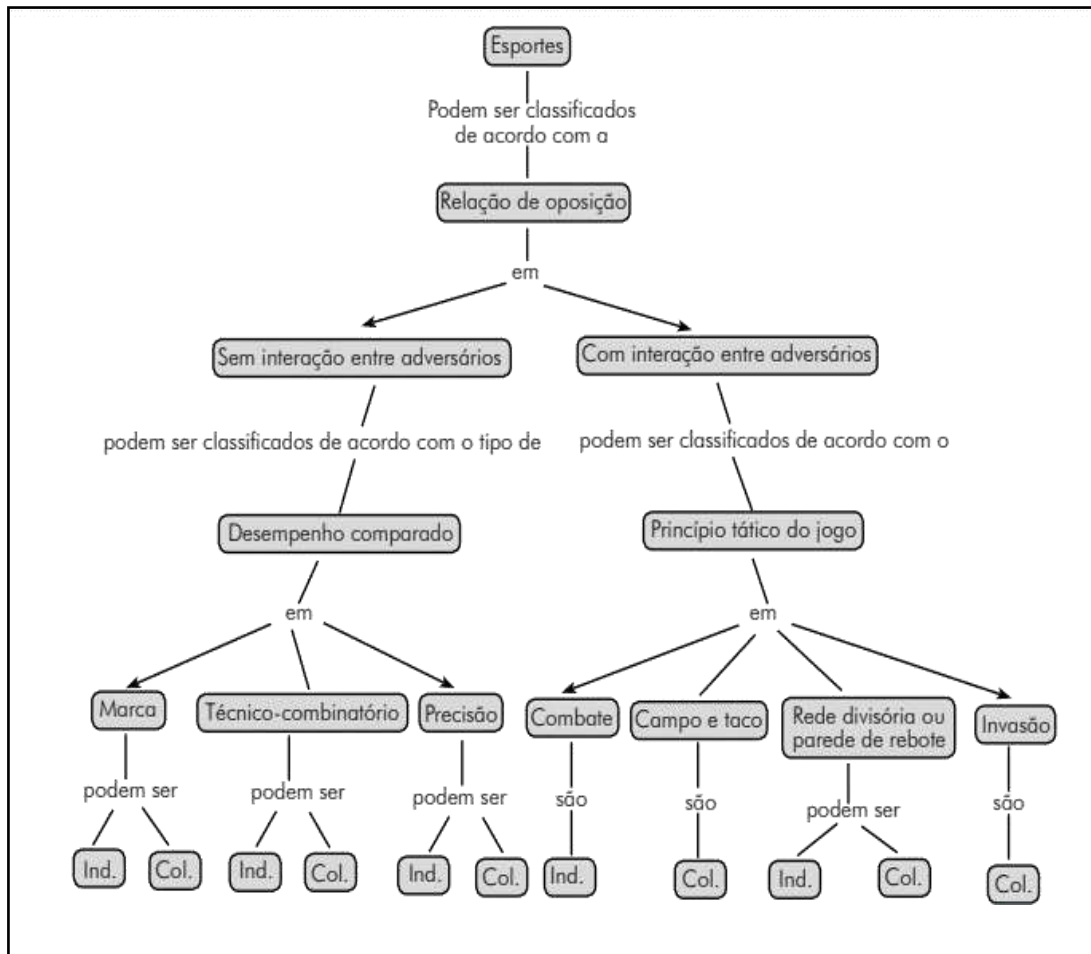 Esportes
Podem ser classificados
de acordo com a
Relação de oposição
em
Sem interação entre adversários
Com interação entre adversários
podem ser classificados de acordo com o tipo de
podem ser classificados de acordo com o
Desempenho comparado
Princípio tático do jogo
em
em
Marca
Técnico-combinatório
Precisão
Combate
Campo e taco
Rede divisória ou
parede de rebote
Invasão
podem ser
podem ser
podem ser
são
são
podem ser
são
Ind.
Col.
Ind.
Col.
Ind.
Col.
Ind.
Col.
Ind.
Col.
Col.